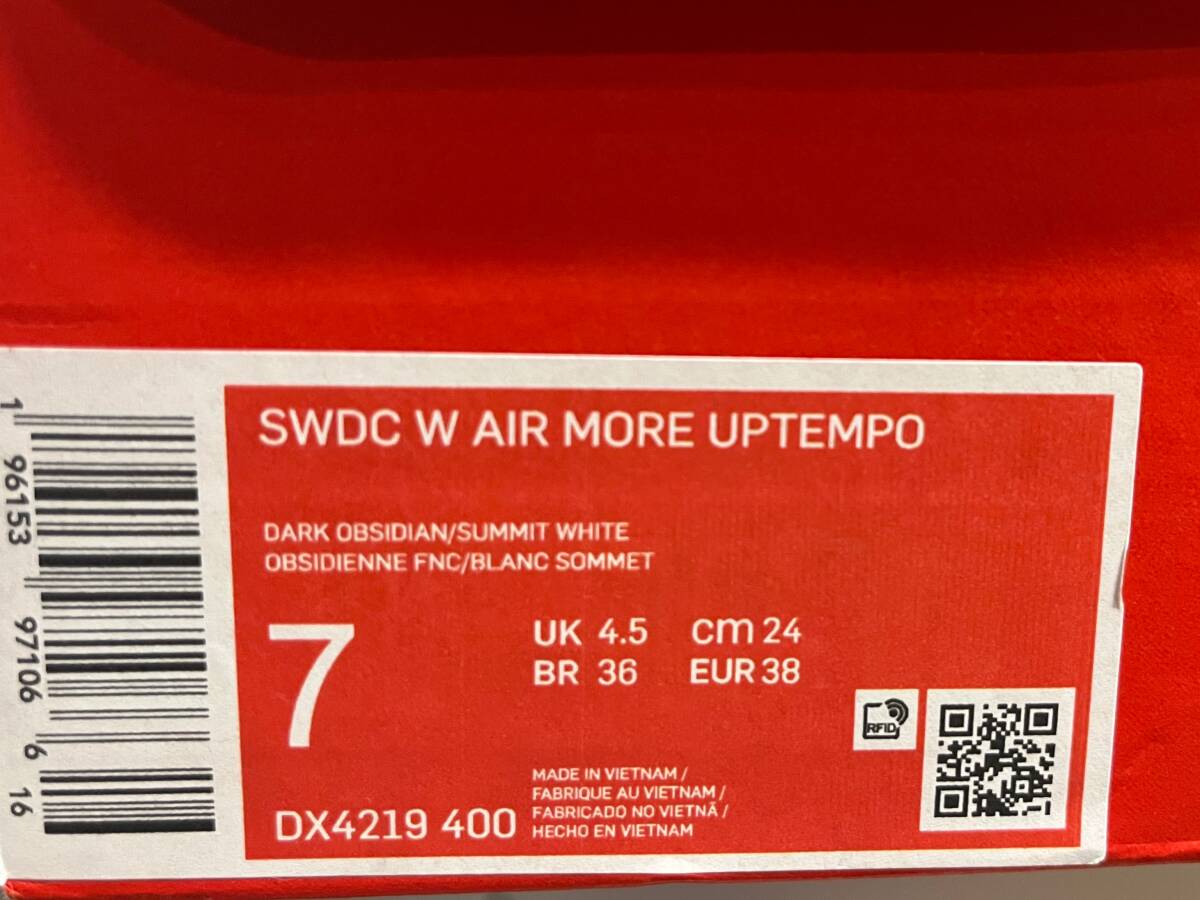 SWDC W AIR MORE UPTEMPO
DARK OBSIDIAN/SUMMIT WHITE
OBSIDIENNE FNC/BLANC SOMMET
7
UK 4.5 cm 24
BR 36 EUR 38
RFID
MADE IN VIETNAM /
FABRIQUE AU VIETNAM /
FABRICADO NO VIETNÃ /
HECHO EN VIETNAM
DX4219 400
1 96153 97106 6 16